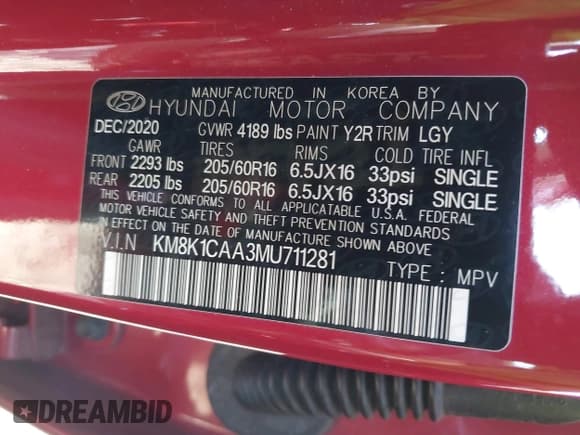 MANUFACTURED IN KOREA BY
HYUNDAI MOTOR COMPANY
DEC/2020 GVWR 4189 lbs PAINT Y2R TRIM LGY
GAWR TIRES RIMS COLD TIRE INFL
FRONT 2293 lbs 205/60R16 6.5JX16 33psi SINGLE
REAR 2205 lbs 205/60R16 6.5JX16 33psi SINGLE
THIS VEHICLE CONFORMS TO ALL APPLICATABLE U.S.A. FEDERAL
MOTOR VEHICLE SAFETY AND THEFT PREVENTION STANDARDS
IN EFFECT ON THE DATE OF MANUFACTURE SHOWN ABOVE
V.I.N KM8K1CAA3MU711281 TYPE : MPV
DREAMBID